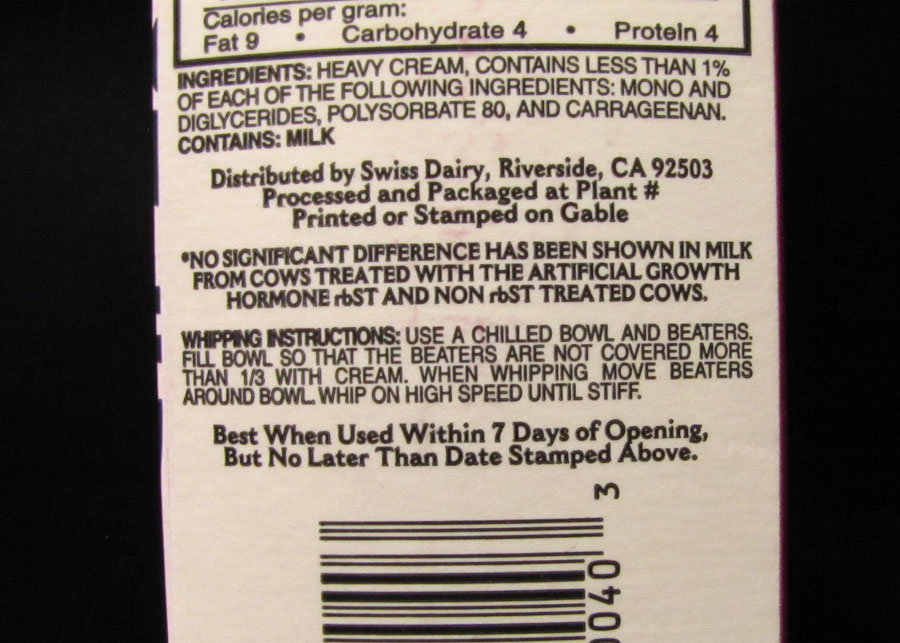 Calories per gram:
Fat 9 • Carbohydrate 4 • Protein 4
INGREDIENTS: HEAVY CREAM, CONTAINS LESS THAN 1%
OF EACH OF THE FOLLOWING INGREDIENTS: MONO AND
DIGLYCERIDES, POLYSORBATE 80, AND CARRAGEENAN.
CONTAINS: MILK
Distributed by Swiss Dairy, Riverside, CA 92503
Processed and Packaged at Plant #
Printed or Stamped on Gable
*NO SIGNIFICANT DIFFERENCE HAS BEEN SHOWN IN MILK
FROM COWS TREATED WITH THE ARTIFICIAL GROWTH
HORMONE rbST AND NON rbST TREATED COWS.
WHIPPING INSTRUCTIONS: USE A CHILLED BOWL AND BEATERS.
FILL BOWL SO THAT THE BEATERS ARE NOT COVERED MORE
THAN 1/3 WITH CREAM. WHEN WHIPPING MOVE BEATERS
AROUND BOWL. WHIP ON HIGH SPEED UNTIL STIFF.
Best When Used Within 7 Days of Opening,
But No Later Than Date Stamped Above.
3
0040